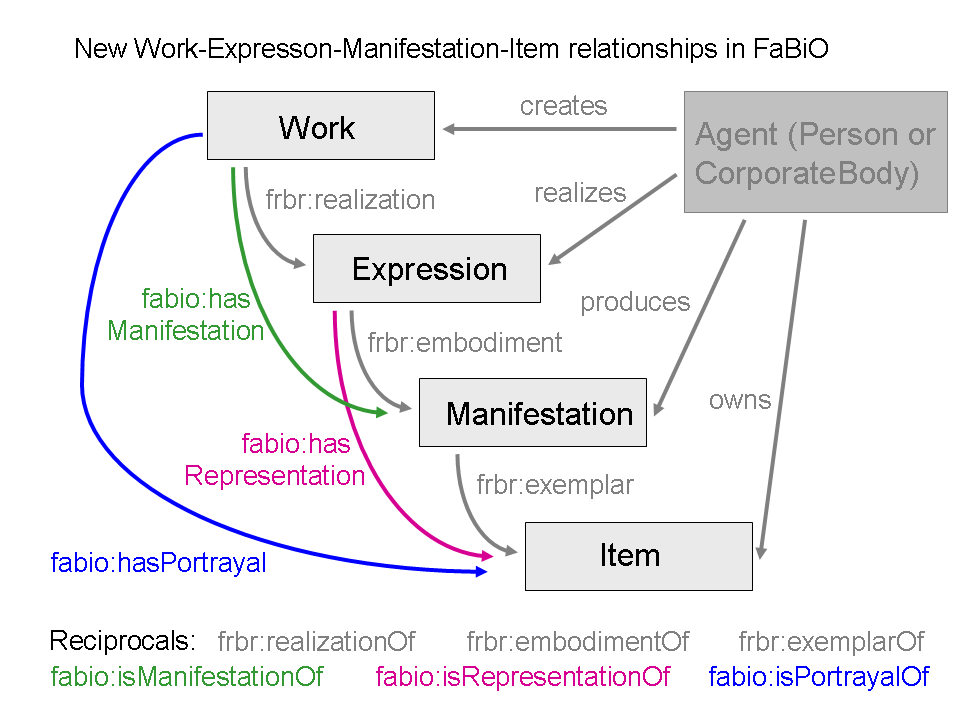 New Work-Expresson-Manifestation-Item relationships in FaBiO
Work
creates
Agent (Person or
CorporateBody)
frbr:realization
realizes
Expression
fabio:has
Manifestation
produces
frbr:embodiment
Manifestation
owns
fabio:has
Representation
frbr:exemplar
Item
fabio:hasPortrayal
Reciprocals: frbr:realizationOf frbr:embodimentOf frbr:exemplarOf
fabio:isManifestationOf fabio:isRepresentationOf fabio:isPortrayalOf